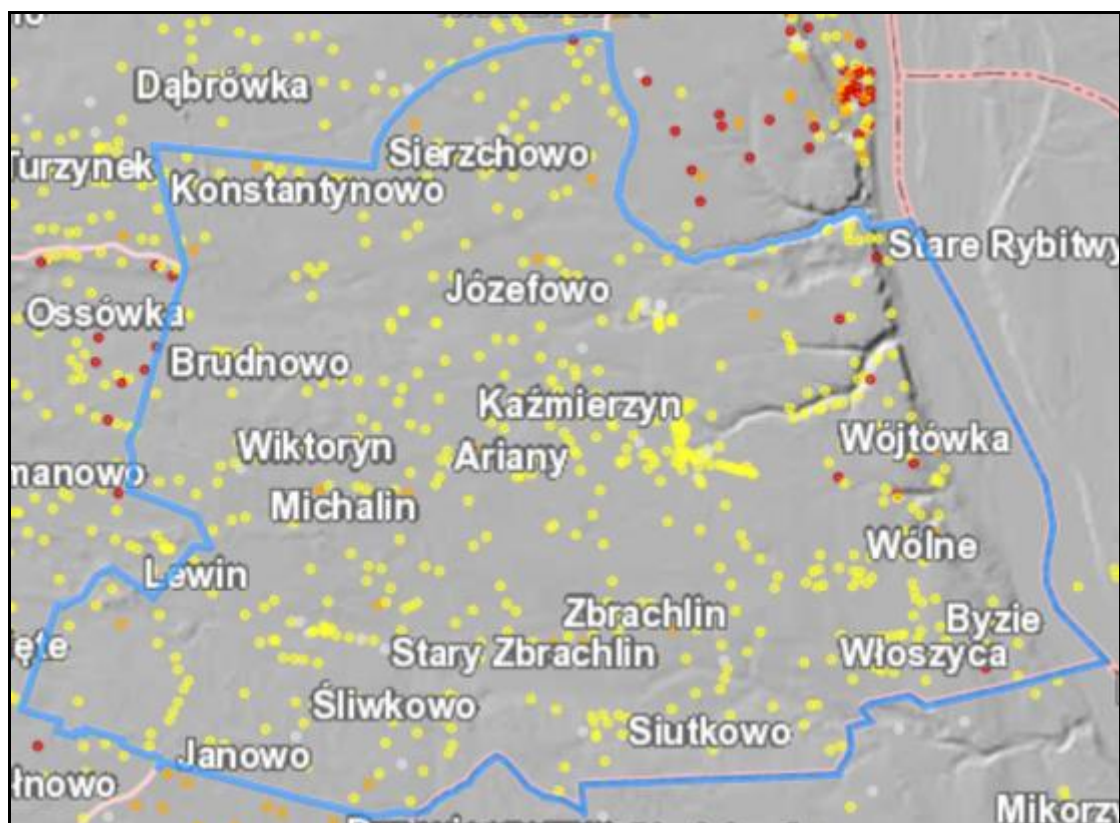 Dąbrówka
Sierzchowo
Turzynek
Konstantynowo
Stare Rybitwy
Józefowo
Ossówka
Brudnowo
Kaźmierzyn
Wójtówka
Wiktoryn
Ariany
manowo
Michalin
Wólne
Lewin
Zbrachlin
Byzie
ęte
Stary Zbrachlin
Włoszyca
Śliwkowo
Siutkowo
Janowo
łnowo
Mikorzy